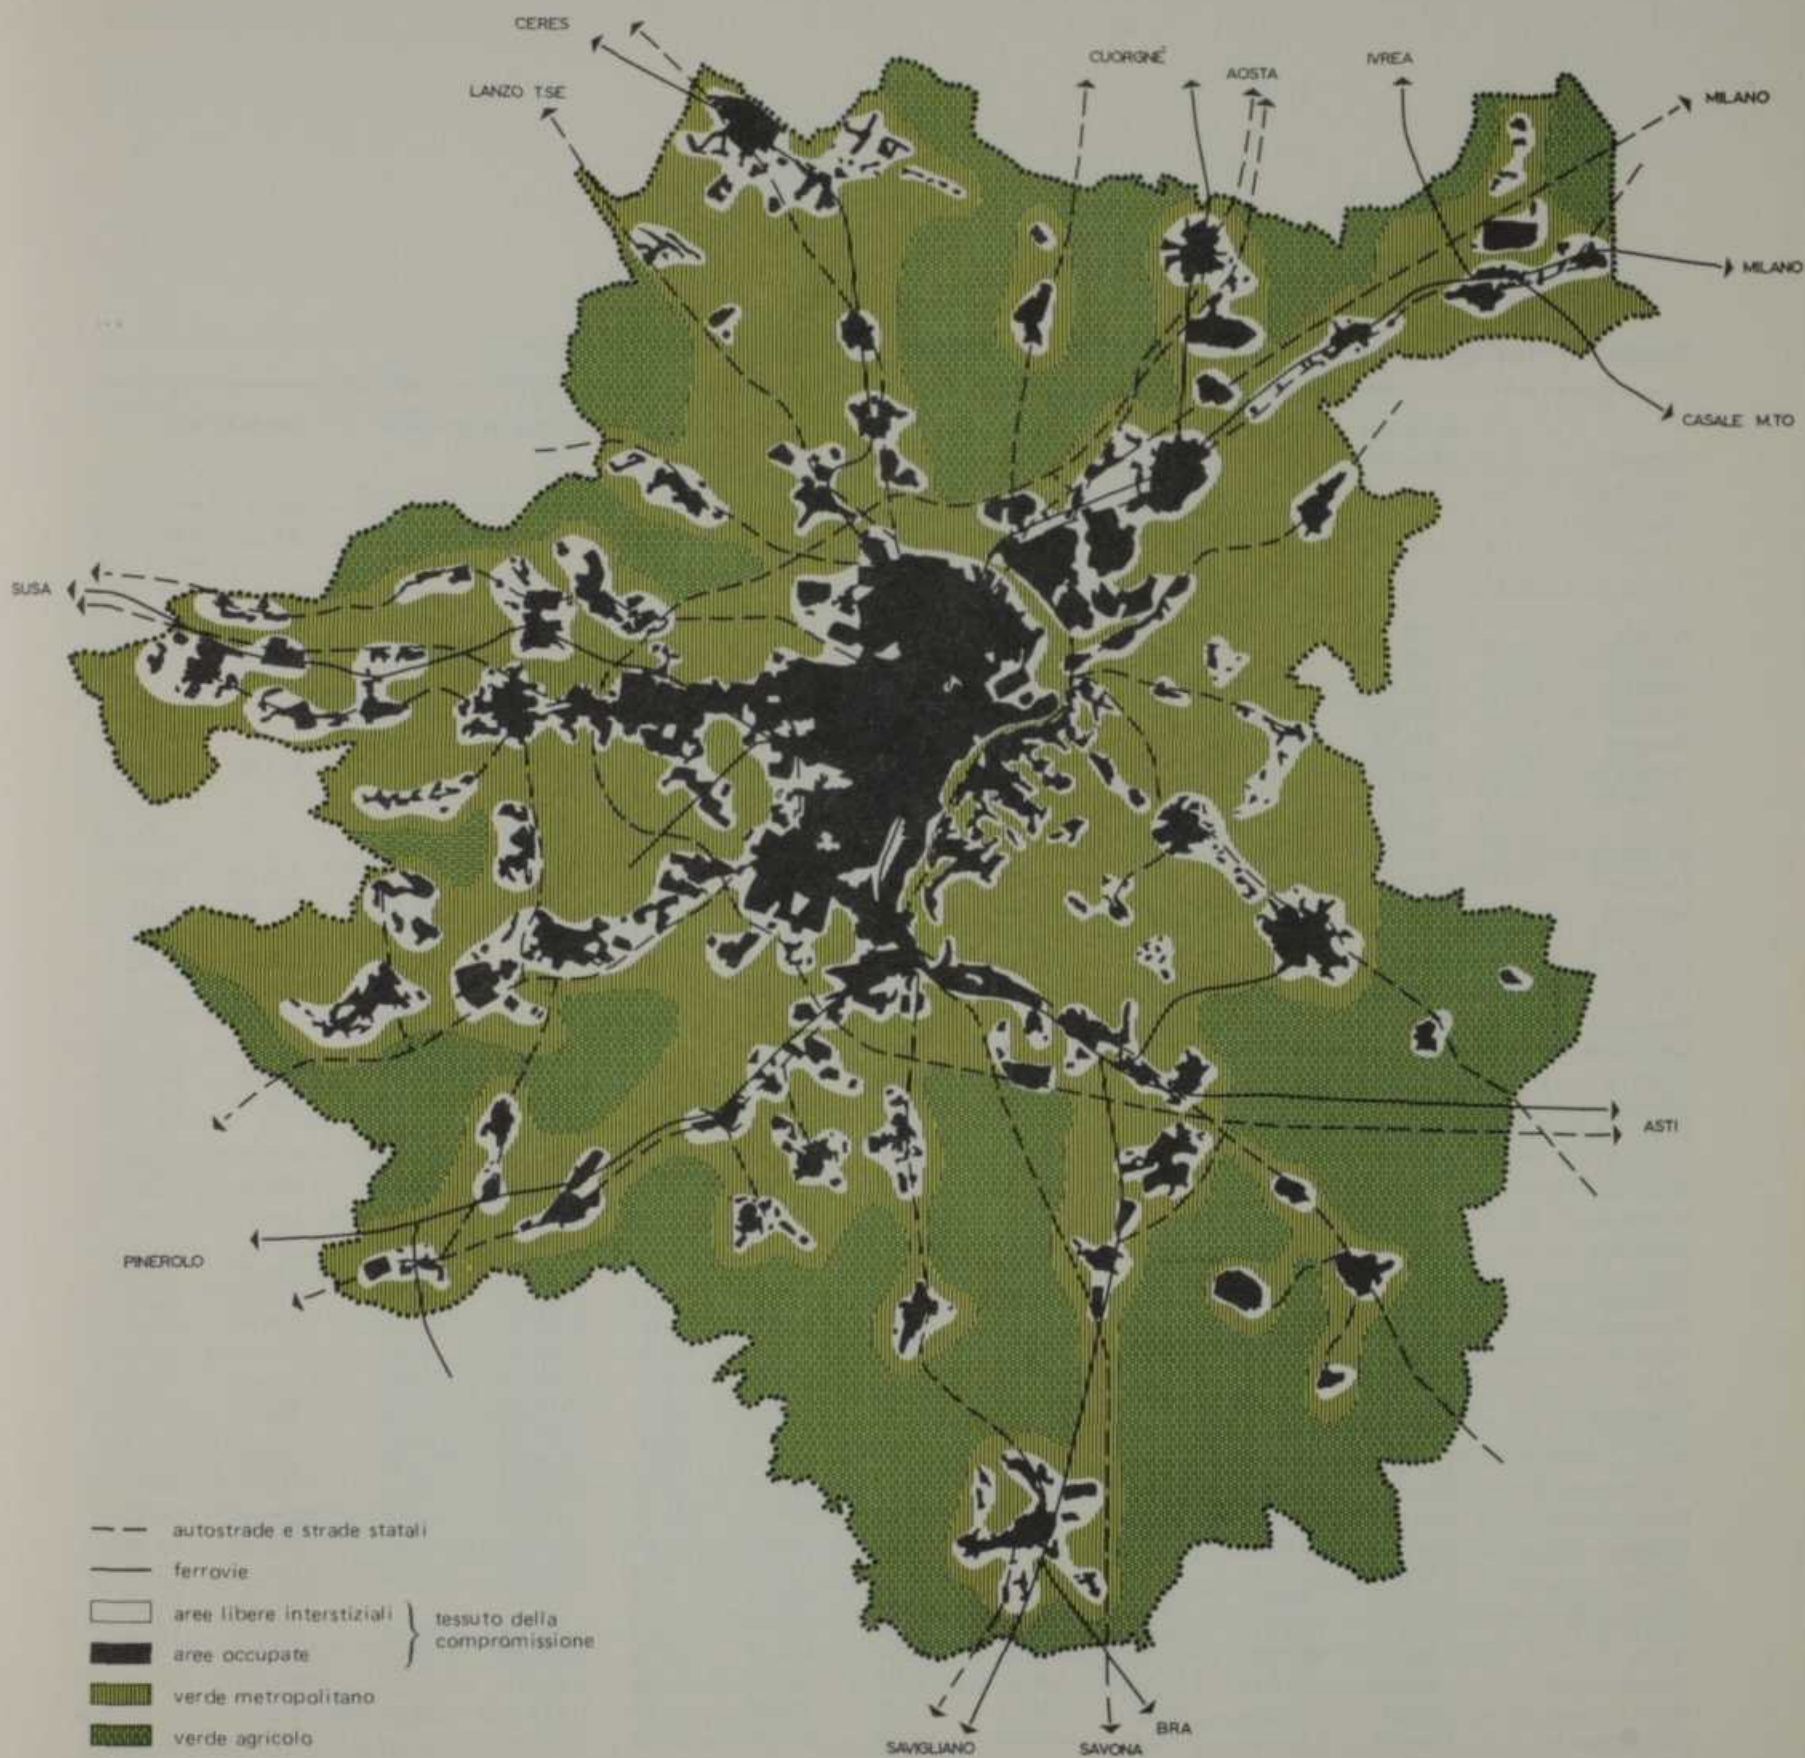 CERES
CUORGNÈ
IVREA
AOSTA
LANZO T.SE
MILANO
MILANO
CASALE M.TO
SUSA
ASTI
PINEROLO
autostrade e strade statali
ferrovie
aree libere interstiziali
tessuto della
compromissione
aree occupate
verde metropolitano
verde agricolo
BRA
SAVIGLIANO
SAVONA